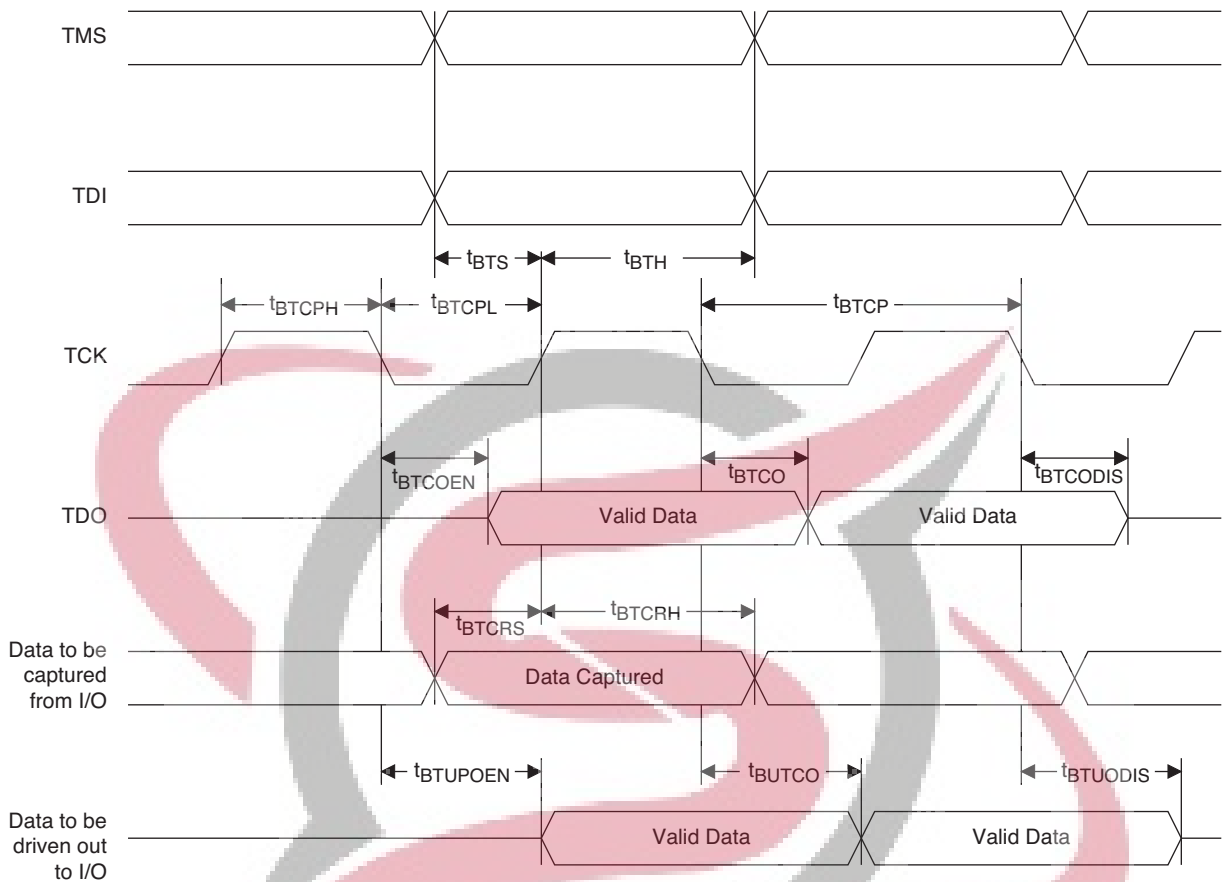 TMS
TDI
tBTS
tBTH
tBTCPH
tBTCPL
tBTCP
TCK
tBTCOEN
tBTCO
tBTCODIS
TDO
Valid Data
Valid Data
tBTCRS
tBTCRH
Data to be
captured
from I/O
Data Captured
tBTUPOEN
tBUTCO
tBTUODIS
Data to be
driven out
to I/O
Valid Data
Valid Data